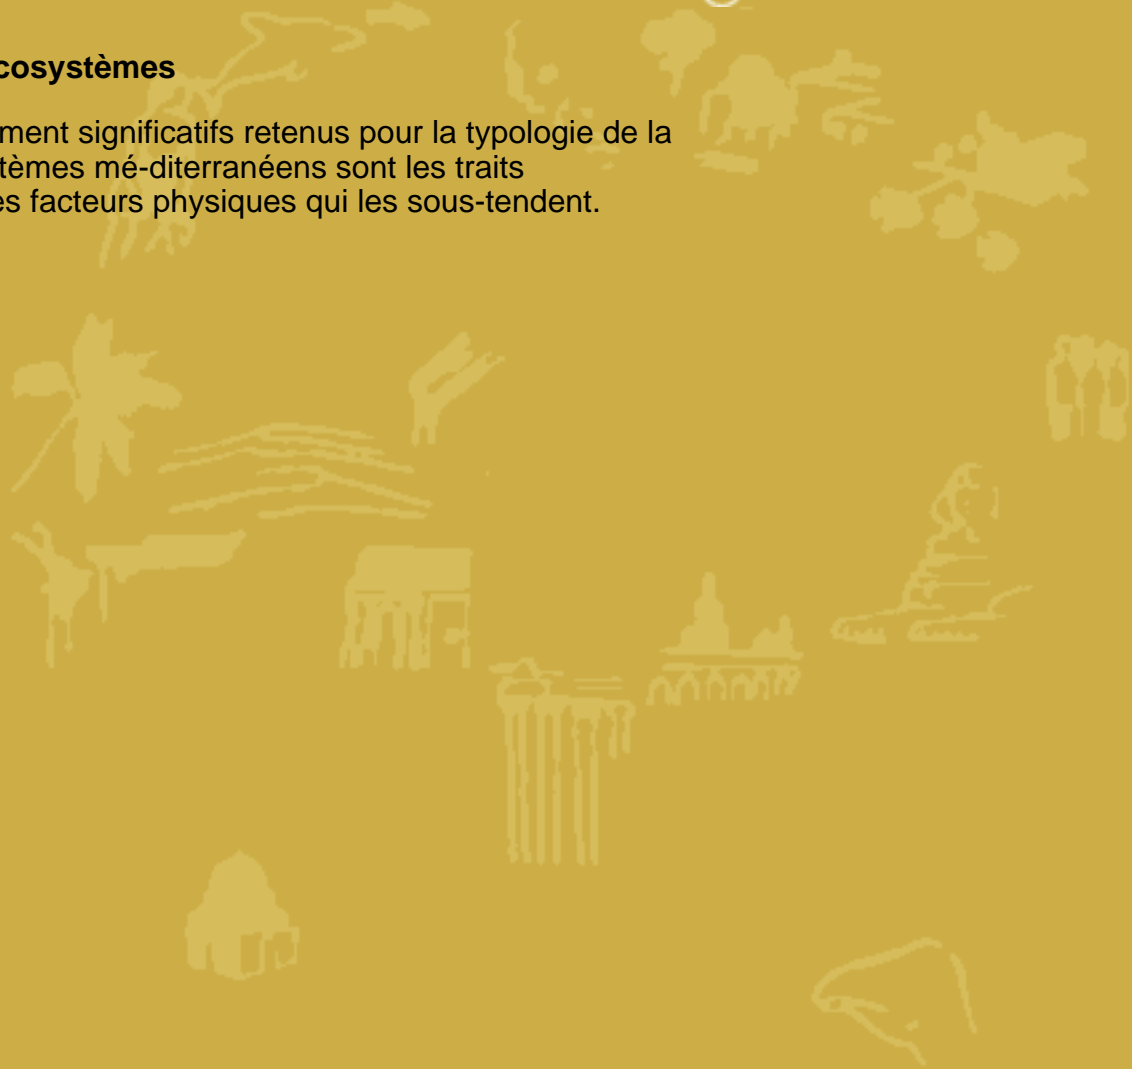 cosystèmes
ment significatifs retenus pour la typologie de la
tèmes mé-diterranéens sont les traits
es facteurs physiques qui les sous-tendent.